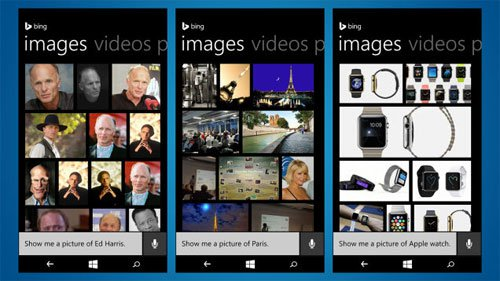 bing
images videos p
Show me a picture of Ed Harris.
bing
images videos p
Show me a picture of Paris.
bing
images videos p
Show me a picture of Apple watch.